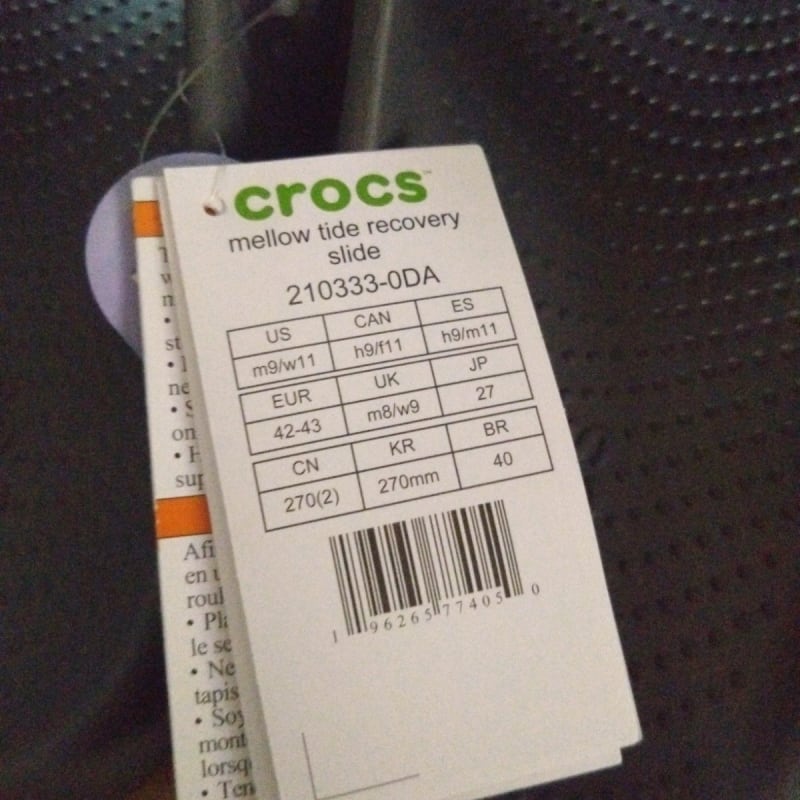 crocs™
mellow tide recovery
slide
210333-0DA
US CAN ES
m9/w11 h9/f11 h9/m11
EUR UK JP
42-43 m8/w9 27
CN KR BR
270(2) 270mm 40
1 96265 77405 0
Afi
en
roul
• Pla
le se
• Ne
tapis
• Soy
mont
lorsq
• Ten